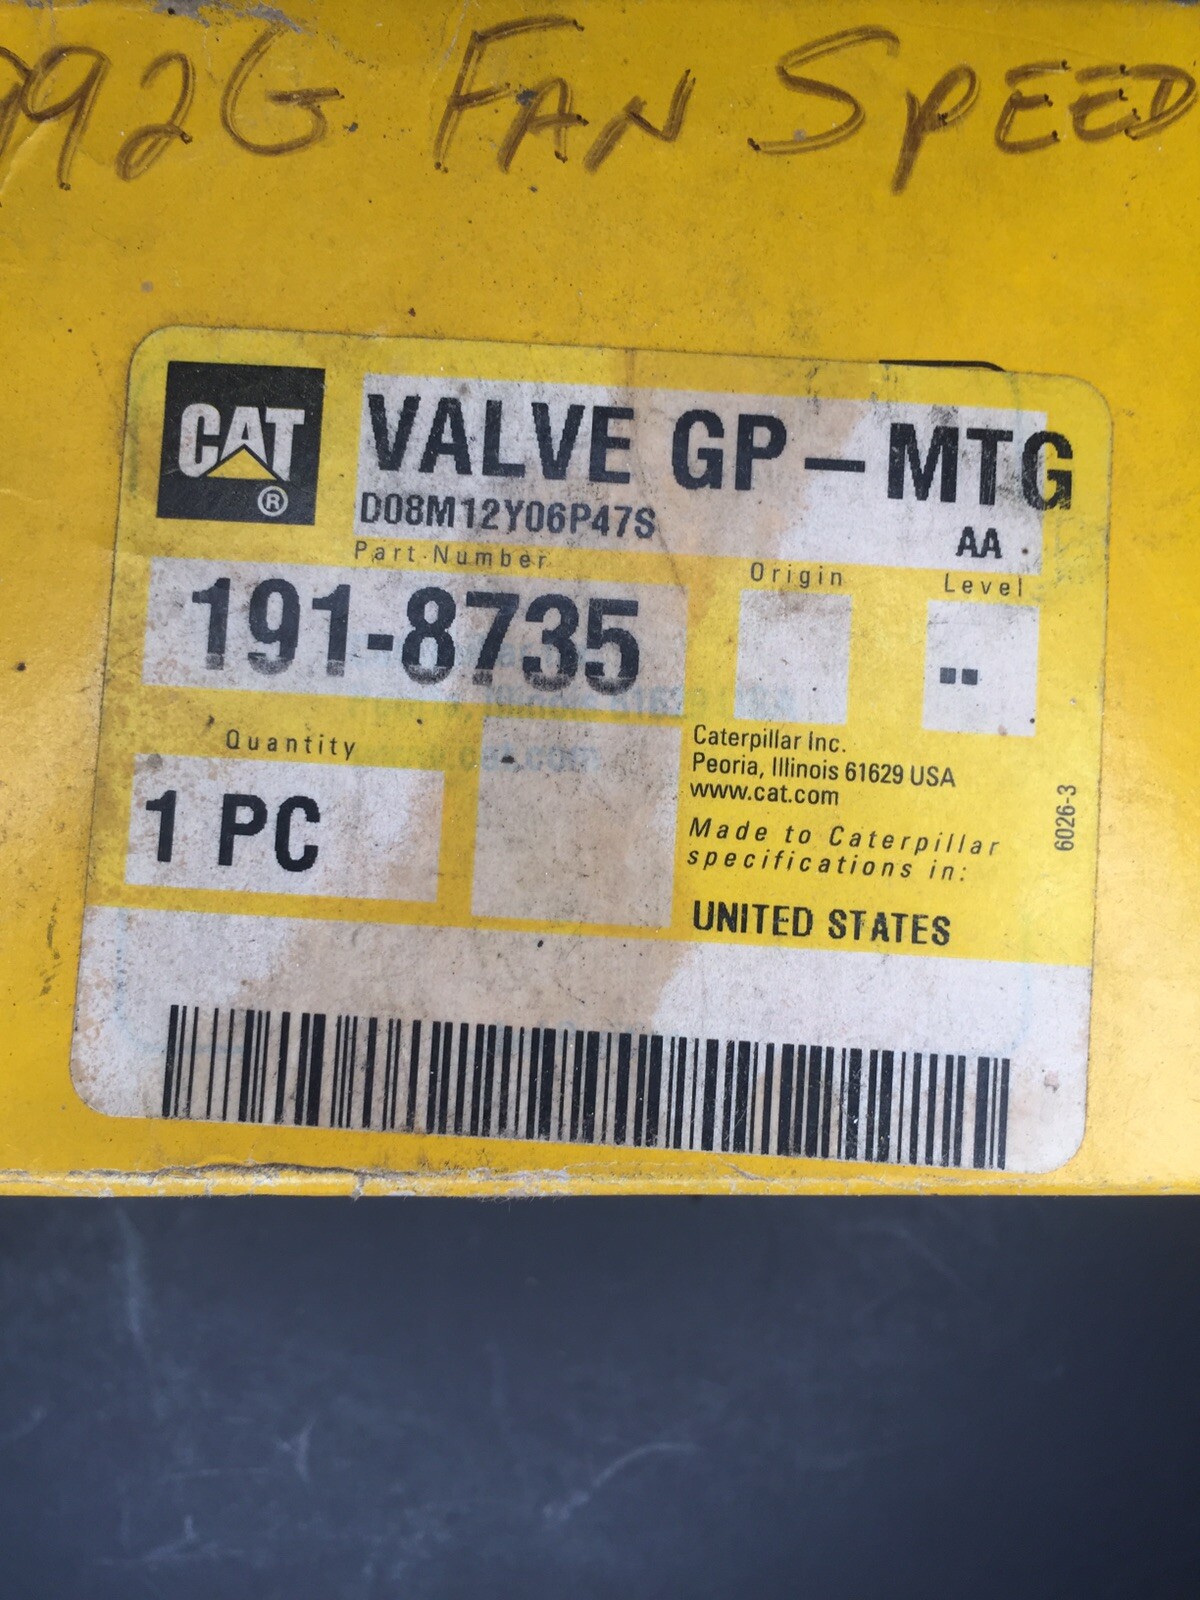 992G FAN SPEED
CAT
®
VALVE GP-MTG
D08M12Y06P47S
AA
Part Number
Origin
Level
191-8735
--
Quantity
1 PC
Caterpillar Inc.
Peoria, Illinois 61629 USA
www.cat.com
Made to Caterpillar
specifications in:
UNITED STATES
6026-3